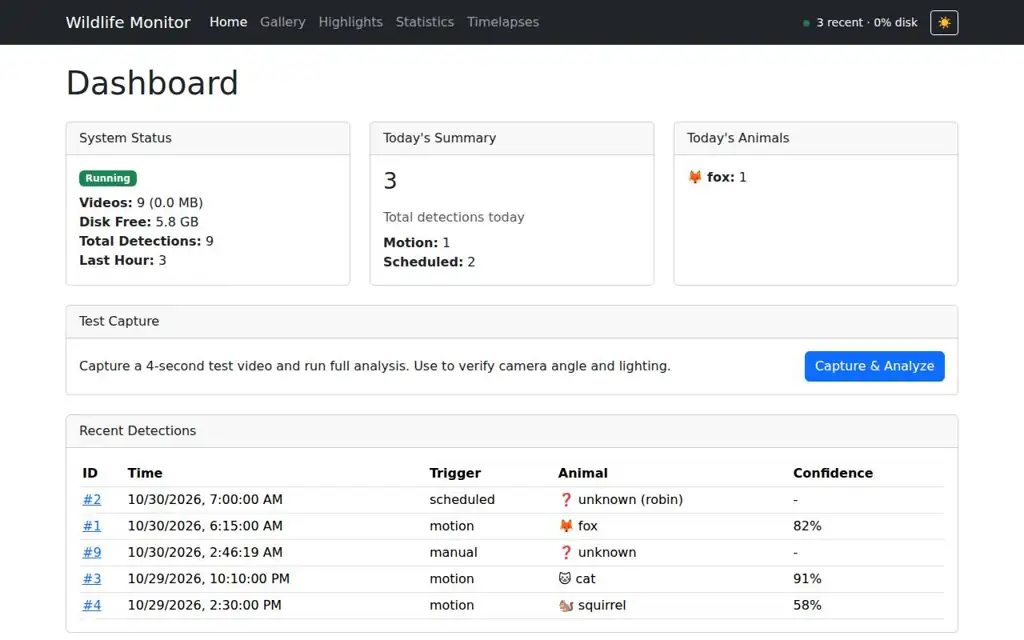 Wildlife Monitor Home Gallery Highlights Statistics Timelapses 3 recent · 0% disk
Dashboard
System Status
Running
Videos: 9 (0.0 MB)
Disk Free: 5.8 GB
Total Detections: 9
Last Hour: 3
Today's Summary
3
Total detections today
Motion: 1
Scheduled: 2
Today's Animals
🦊 fox: 1
Test Capture
Capture a 4-second test video and run full analysis. Use to verify camera angle and lighting. Capture & Analyze
Recent Detections
ID Time Trigger Animal Confidence
#2 10/30/2026, 7:00:00 AM scheduled ❓ unknown (robin) -
#1 10/30/2026, 6:15:00 AM motion 🦊 fox 82%
#9 10/30/2026, 2:46:19 AM manual ❓ unknown -
#3 10/29/2026, 10:10:00 PM motion 🐱 cat 91%
#4 10/29/2026, 2:30:00 PM motion 🐿️ squirrel 58%